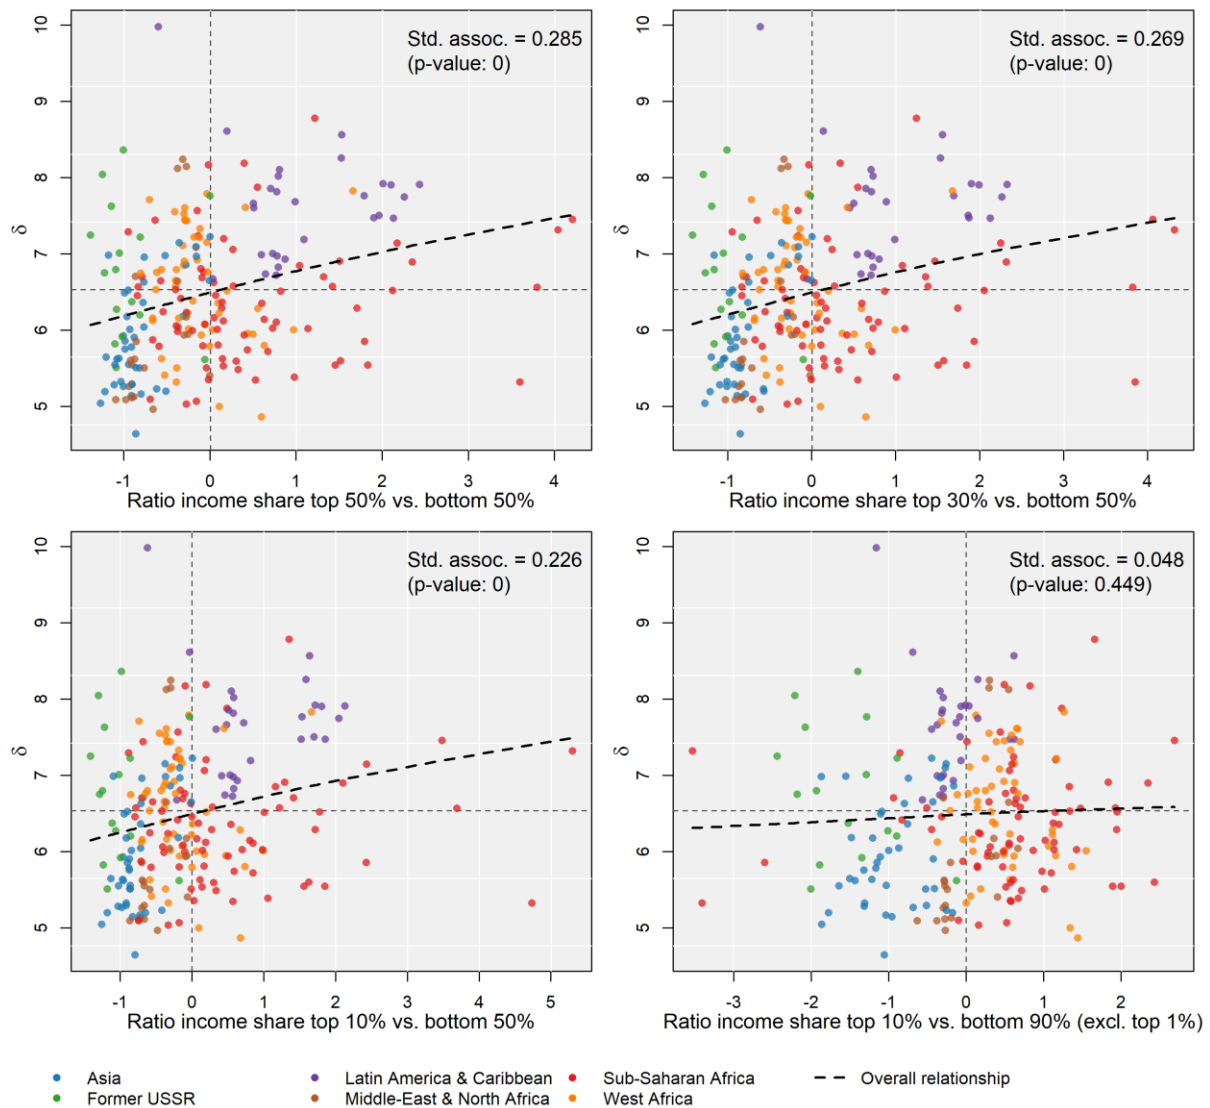 10
9
8
7
6
5
δ
Std. assoc. = 0.285
(p-value: 0)
-1 0 1 2 3 4
Ratio income share top 50% vs. bottom 50%
10
9
8
7
6
5
δ
Std. assoc. = 0.269
(p-value: 0)
-1 0 1 2 3 4
Ratio income share top 30% vs. bottom 50%
10
9
8
7
6
5
δ
Std. assoc. = 0.226
(p-value: 0)
-1 0 1 2 3 4 5
Ratio income share top 10% vs. bottom 50%
10
9
8
7
6
5
δ
Std. assoc. = 0.048
(p-value: 0.449)
-3 -2 -1 0 1 2
Ratio income share top 10% vs. bottom 90% (excl. top 1%)
Asia Latin America & Caribbean Sub-Saharan Africa Overall relationship
Former USSR Middle-East & North Africa West Africa